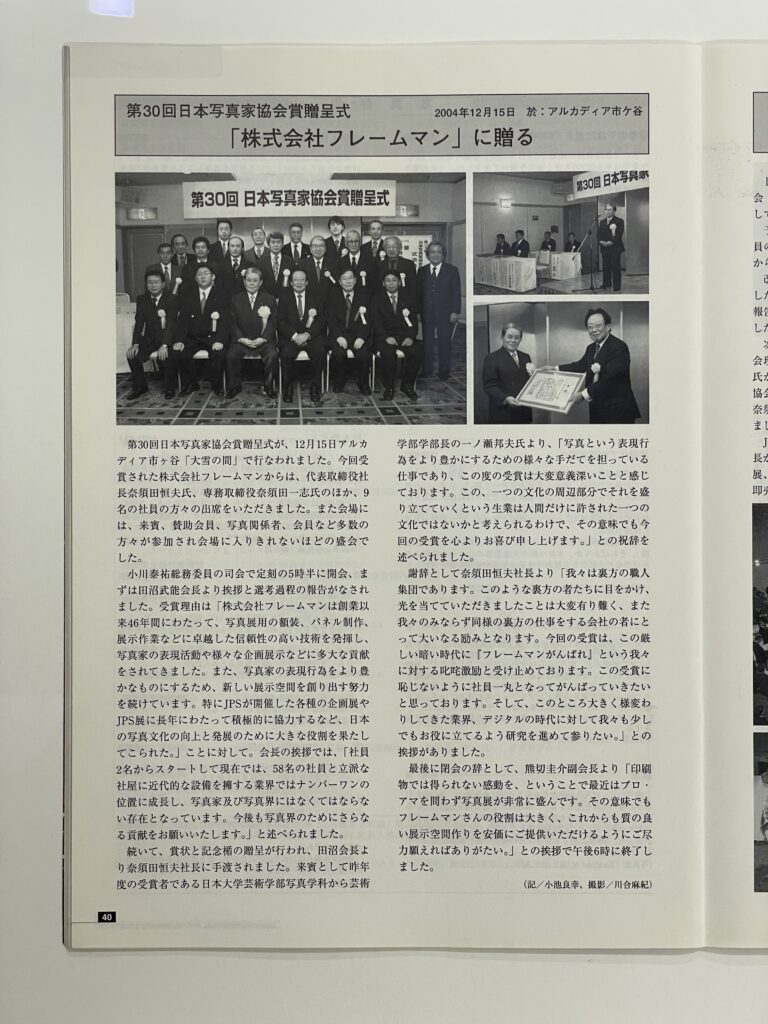 第30回日本写真家協会賞贈呈式
2004年12月15日 於:アルカディア市ケ谷
「株式会社フレームマン」に贈る
第30回 日本写真家協会賞贈呈式
第30回 日本写真家
第30回日本写真家協会賞贈呈式が、12月15日アルカ
ディア市ヶ谷「大雪の間」で行なわれました。今回受
賞された株式会社フレームマンからは、代表取締役社
長奈須田恒夫氏、専務取締役奈須田一志氏のほか、9
名の社員の方々の出席をいただきました。また会場に
は、来賓、賛助会員、写真関係者、会員など多数の
方々が参加され会場に入りきれないほどの盛会で
した。
小川泰祐総務委員の司会で定刻の5時半に開会、ま
ずは田沼武能会長より挨拶と選考過程の報告がなされ
ました。受賞理由は「株式会社フレームマンは創業以
来46年間にわたって、写真展用の額装、パネル制作、
展示作業などに卓越した信頼性の高い技術を発揮し、
写真家の表現活動や様々な企画展示などに多大な貢献
をされてきました。また、写真家の表現行為をより豊
かなものにするため、新しい展示空間を創り出す努力
を続けています。特にJPSが開催した各種の企画展や
JPS展に長年にわたって積極的に協力するなど、日本
の写真文化の向上と発展のために大きな役割を果たし
てこられた。」ことに対して。会長の挨拶では、「社員
2名からスタートして現在では、58名の社員と立派な
社屋に近代的な設備を擁する業界ではナンバーワンの
位置に成長し、写真家及び写真界にはなくてはならな
い存在となっています。今後も写真界のためにさらな
る貢献をお願いいたします。」と述べられました。
続いて、賞状と記念楯の贈呈が行われ、田沼会長よ
り奈須田恒夫社長に手渡されました。来賓として昨年
度の受賞者である日本大学芸術学部写真学科から芸術
学部学部長の一ノ瀬邦夫氏より、「写真という表現行
為をより豊かにするための様々な手だてを担っている
仕事であり、この度の受賞は大変意義深いことと感じ
ております。この、一つの文化の周辺部分でそれを盛
り立てていくという生業は人間だけに許された一つの
文化ではないかと考えられるわけで、その意味でも今
回の受賞を心よりお喜び申し上げます。」との祝辞を
述べられました。
謝辞として奈須田恒夫社長より「我々は裏方の職人
集団であります。このような裏方の者たちに目をかけ、
光を当てていただきましたことは大変有り難く、また
我々のみならず同様の裏方の仕事をする会社の者にと
って大いなる励みとなります。今回の受賞は、この厳
しい暗い時代に『フレームマンがんばれ』という我々
に対する叱咤激励と受け止めております。この受賞に
恥じないように社員一丸となってがんばっていきたい
と思っております。そして、このところ大きく様変わ
りしてきた業界、デジタルの時代に対して我々も少し
でもお役に立てるよう研究を進めて参りたい。」との
挨拶がありました。
最後に閉会の辞として、熊切圭介副会長より「印刷
物では得られない感動を、ということで最近はプロ・
アマを問わず写真展が非常に盛んです。その意味でも
フレームマンさんの役割は大きく、これからも質の良
い展示空間作りを安価にご提供いただけるようにご尽
力願えればありがたい。」との挨拶で午後6時に終了し
ました。
(記/小池良幸、撮影/川合麻紀)
40